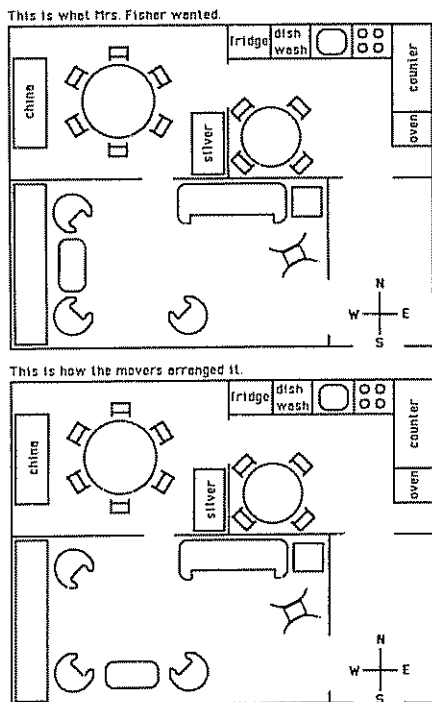 This is what Mrs. Fisher wanted.
fridge
dish
wash
counter
china
silver
oven
N
W E
S
This is how the movers arranged it.
fridge
dish
wash
counter
china
silver
oven
N
W E
S